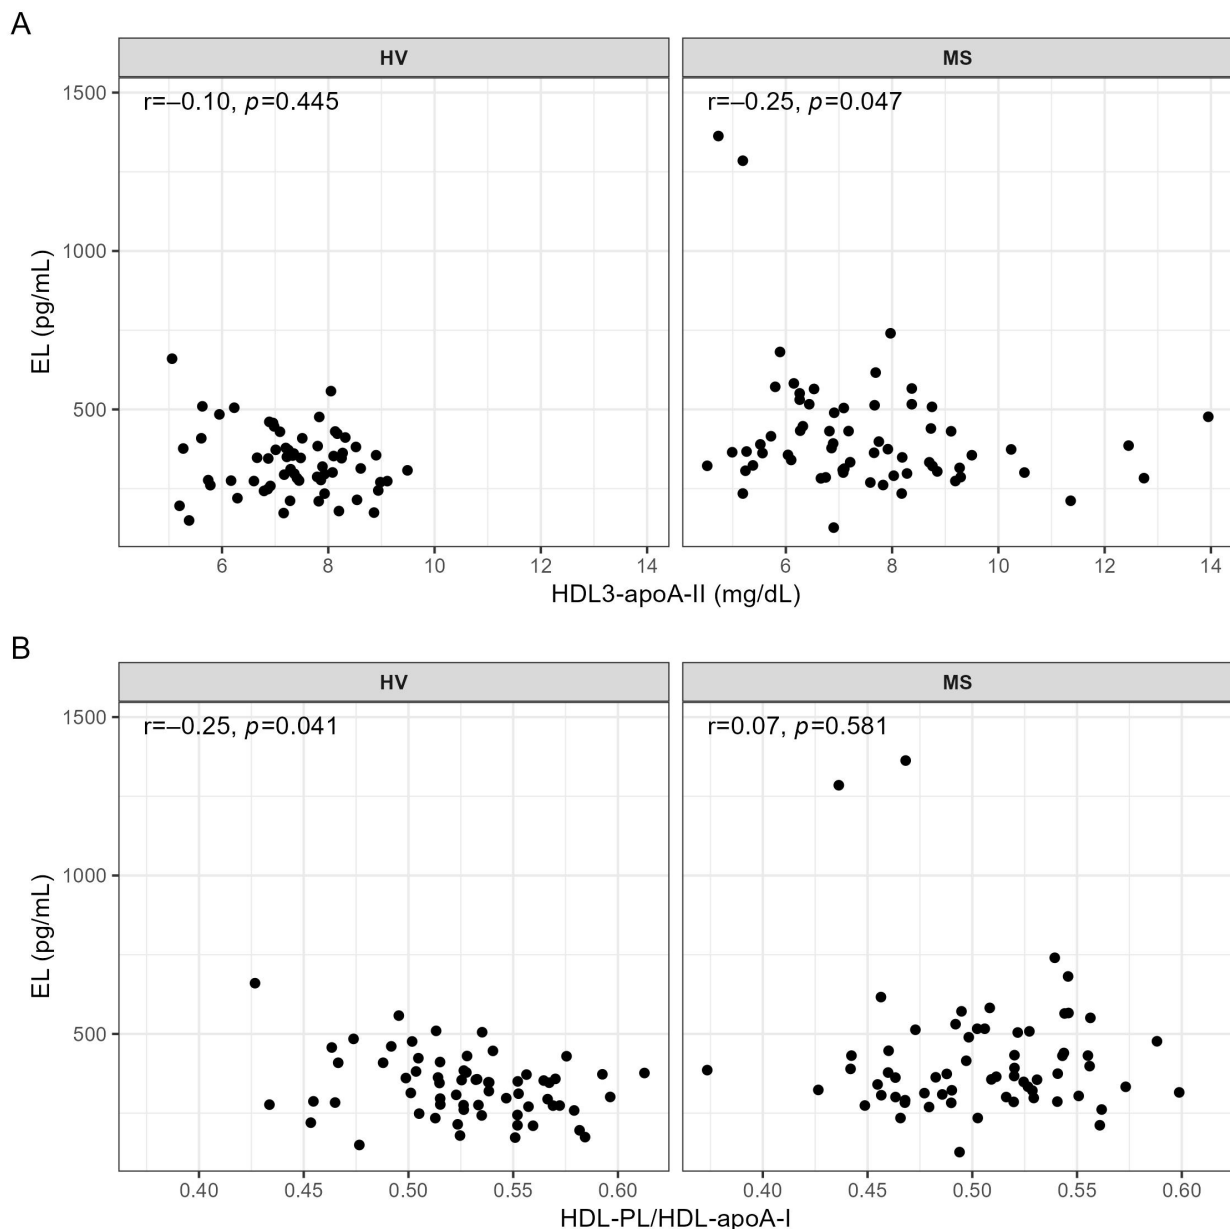 A
HV
MS
r=–0.10, p=0.445
r=–0.25, p=0.047
1500
1000
500
EL (pg/mL)
6 8 10 12 14
6 8 10 12 14
HDL3-apoA-II (mg/dL)
B
HV
MS
r=–0.25, p=0.041
r=0.07, p=0.581
1500
1000
500
EL (pg/mL)
0.40 0.45 0.50 0.55 0.60
0.40 0.45 0.50 0.55 0.60
HDL-PL/HDL-apoA-I